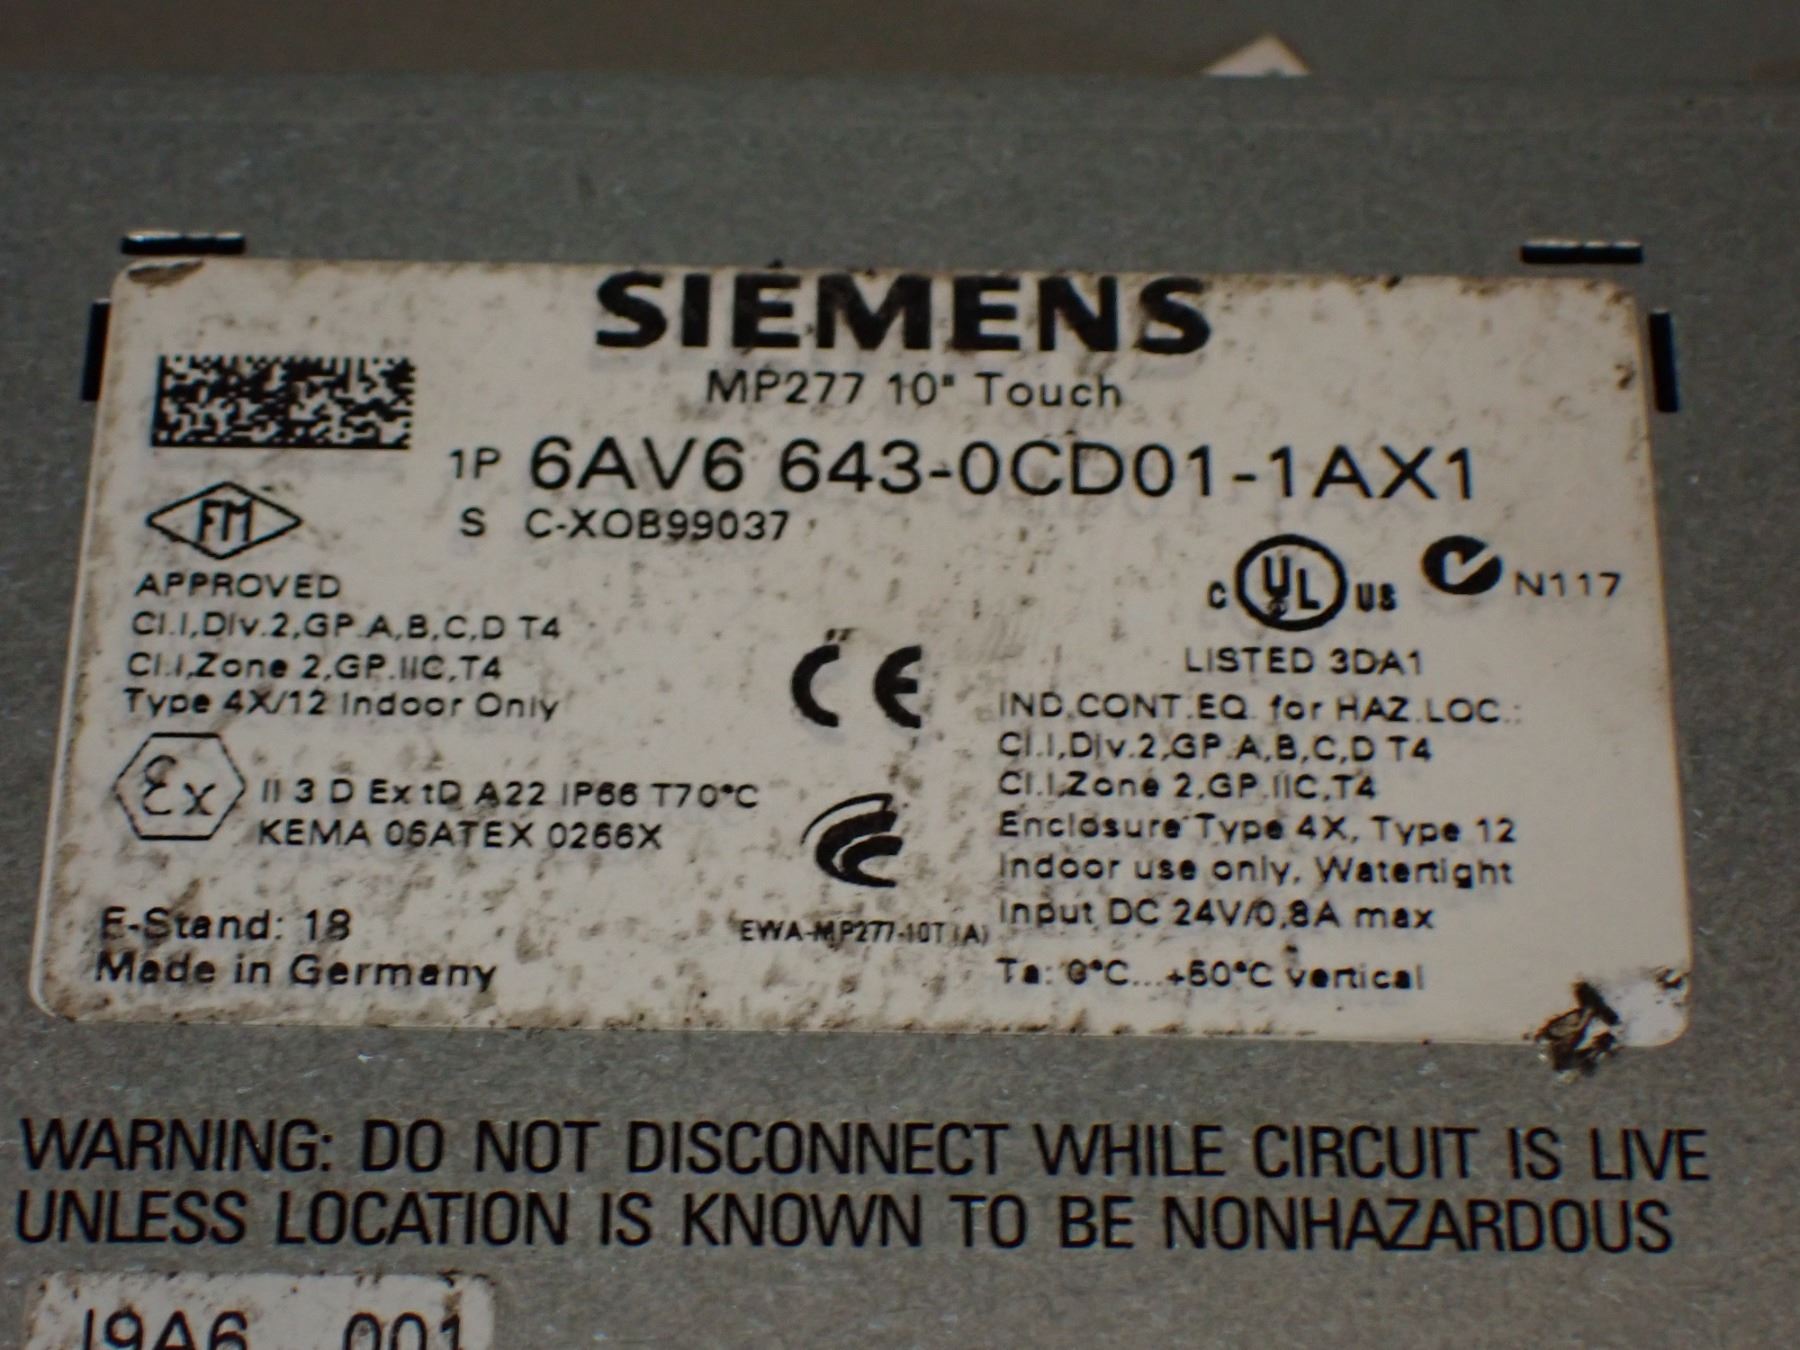 SIEMENS
MP277 10" Touch
1P 6AV6 643-0CD01-1AX1
S C-XOB99037
FM
APPROVED
Cl.I,Div.2,GP.A,B,C,D T4
Cl.I,Zone 2,GP.IIC,T4
Type 4X/12 Indoor Only
Ex II 3 D Ex tD A22 IP66 T70°C
KEMA 06ATEX 0266X
E-Stand: 18
Made in Germany
CE
EWA-MP277-10T(A)
C UL US N117
LISTED 3DA1
IND.CONT.EQ. for HAZ.LOC.:
Cl.I,Div.2,GP.A,B,C,D T4
Cl.I,Zone 2,GP.IIC,T4
Enclosure Type 4X, Type 12
Indoor use only, Watertight
Input DC 24V/0,8A max
Ta: 0°C...+50°C vertical
WARNING: DO NOT DISCONNECT WHILE CIRCUIT IS LIVE
UNLESS LOCATION IS KNOWN TO BE NONHAZARDOUS
J9A6 001